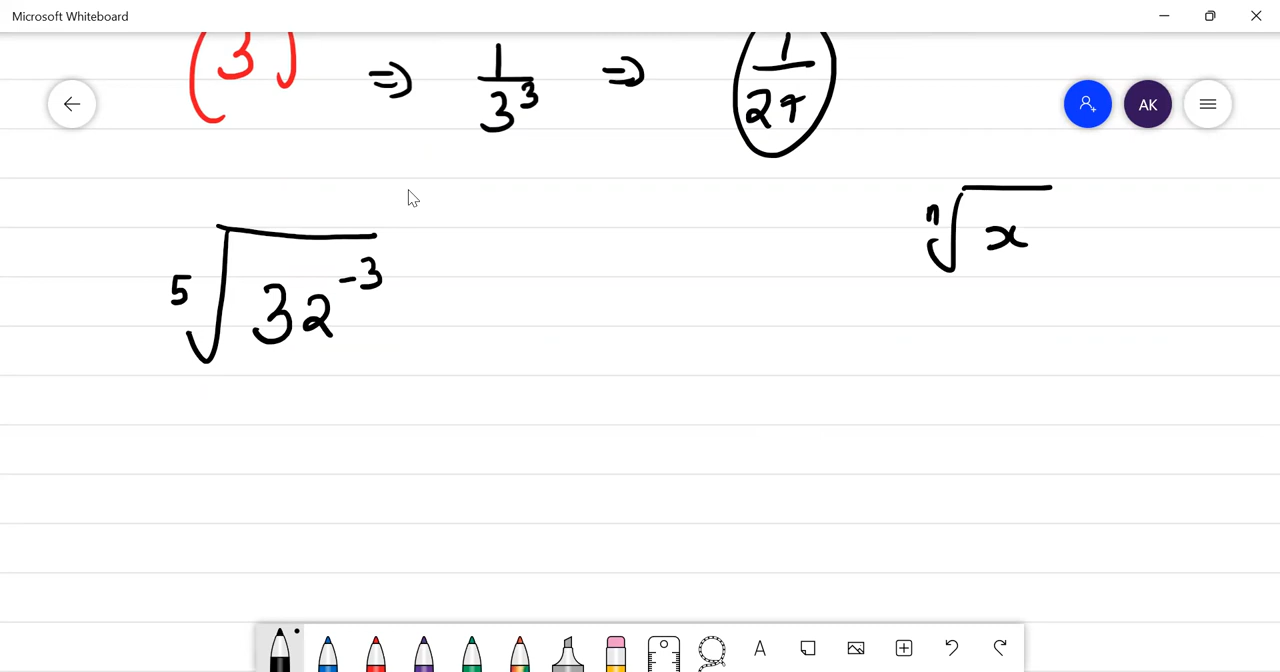 Microsoft Whiteboard
(3) ⇒ 1/3³ ⇒ (1/27)
AK
ⁿ√x
⁵√32⁻³
A